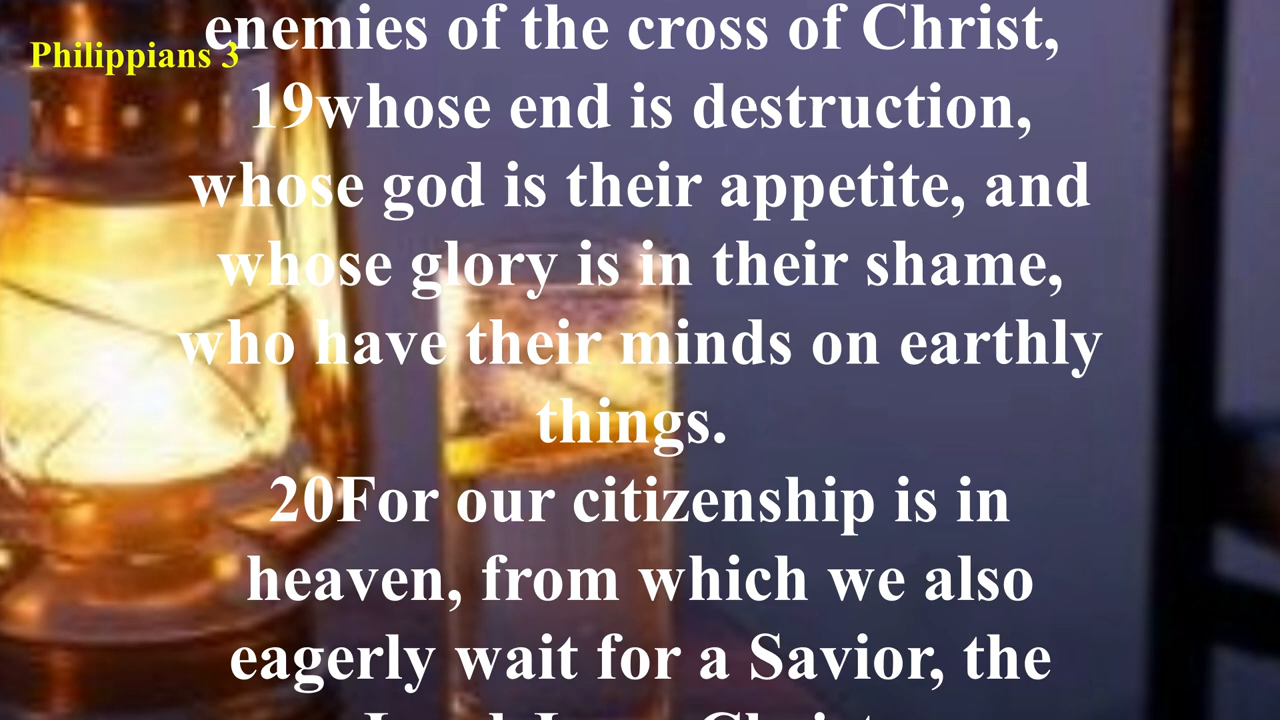 enemies of the cross of Christ,
Philippians 3
19whose end is destruction,
whose god is their appetite, and
whose glory is in their shame,
who have their minds on earthly
things.
20For our citizenship is in
heaven, from which we also
eagerly wait for a Savior, the